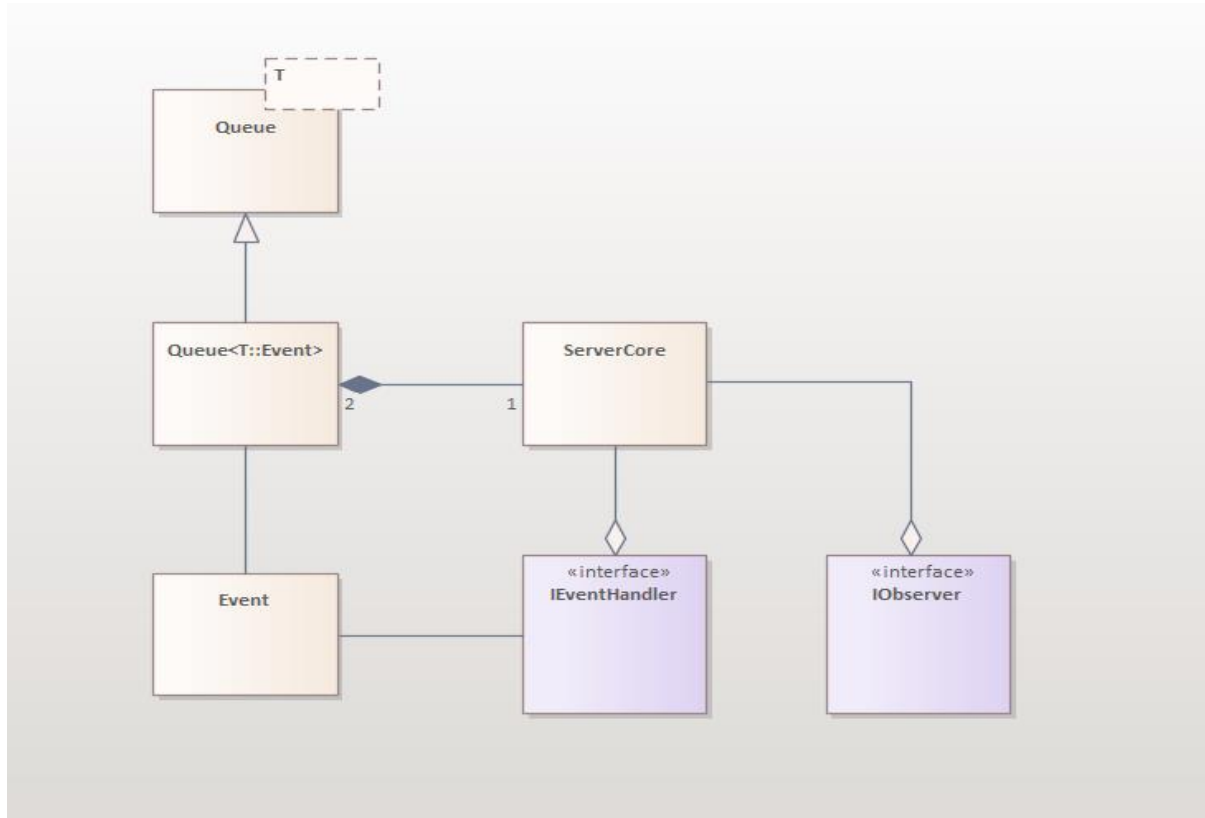 T
Queue
Queue<T::Event>
ServerCore
2
1
Event
«interface»
IEventHandler
«interface»
IObserver